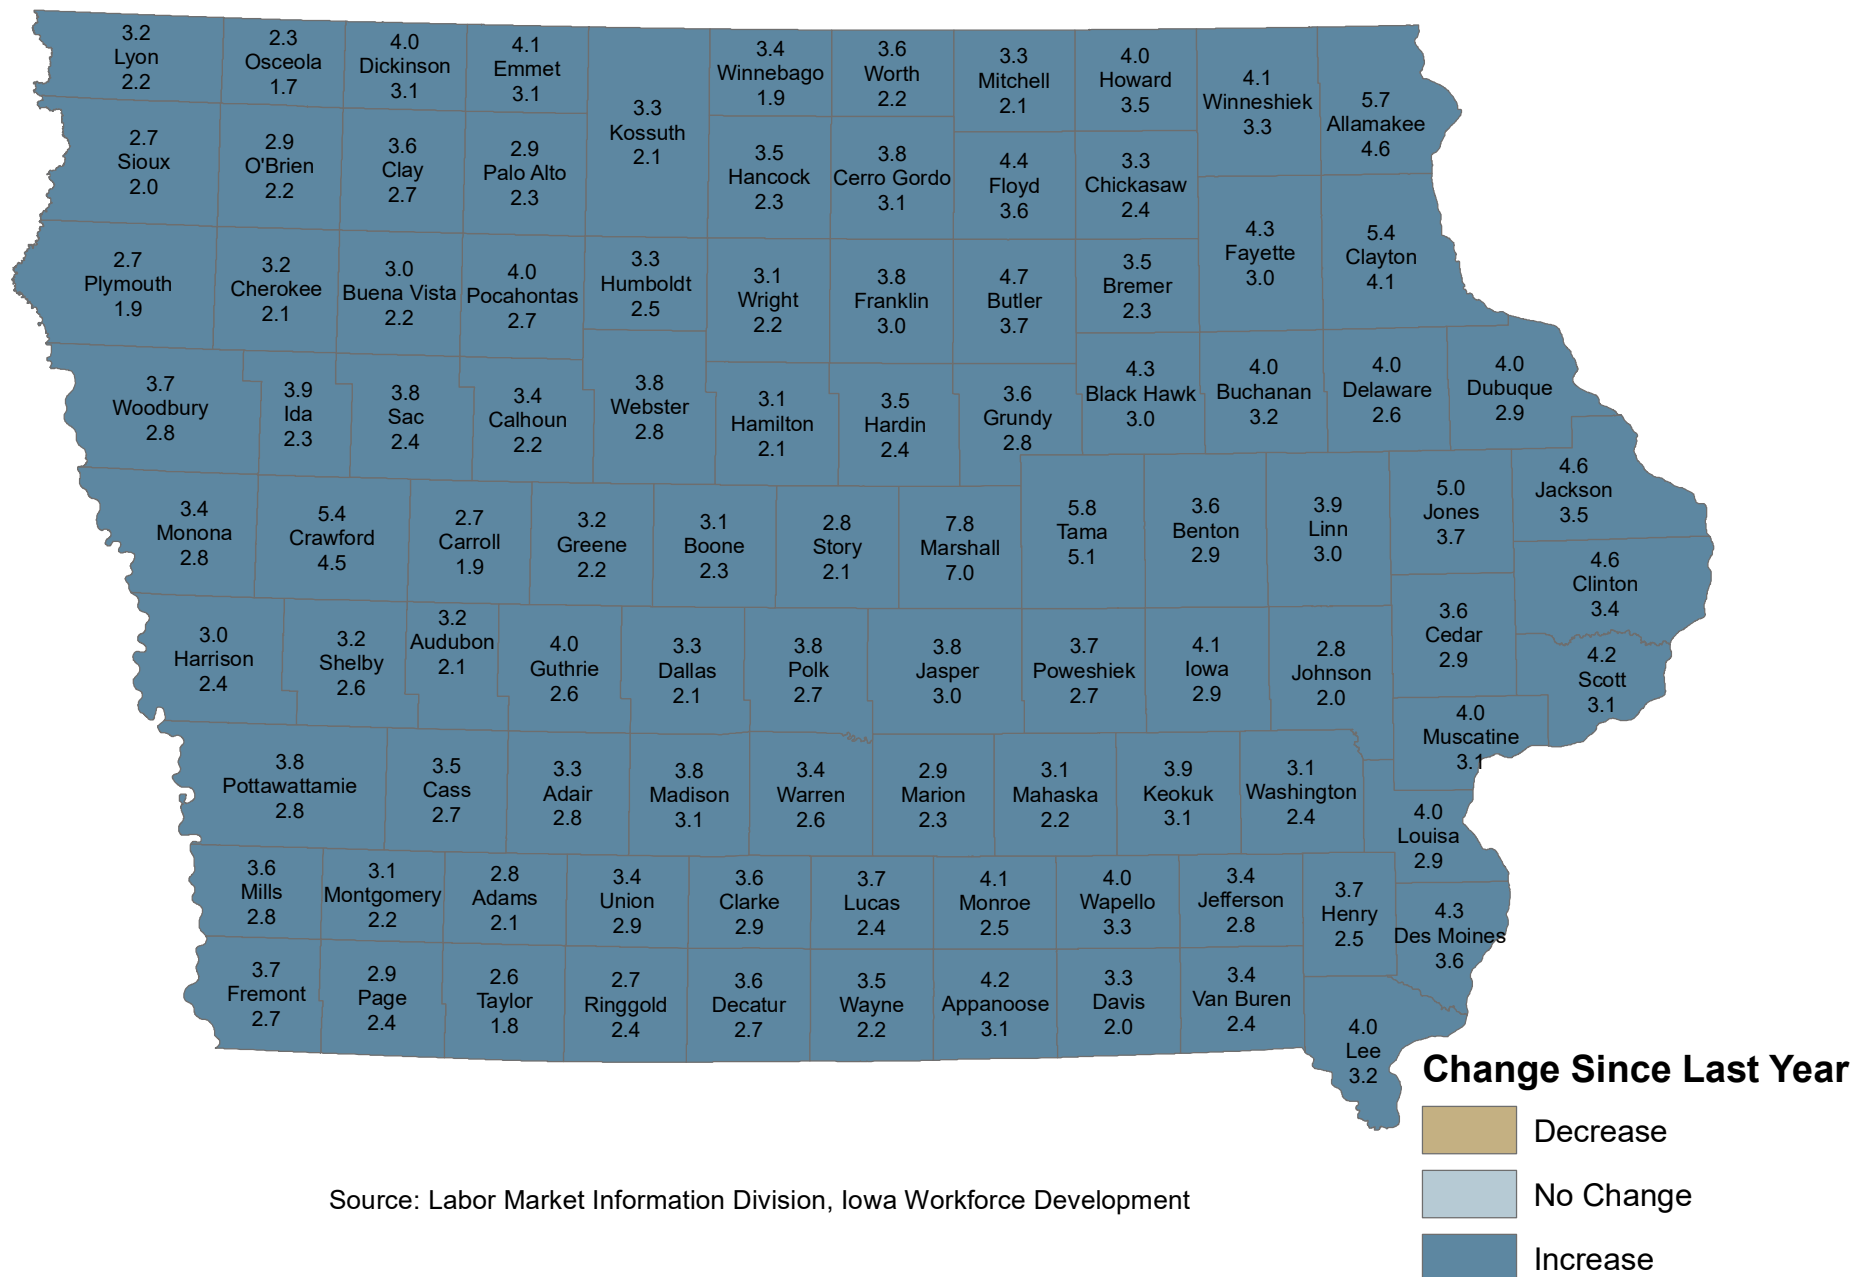 3.2
Lyon
2.2
2.3
Osceola
1.7
4.0
Dickinson
3.1
4.1
Emmet
3.1
3.3
Kossuth
2.1
3.4
Winnebago
1.9
3.6
Worth
2.2
3.3
Mitchell
2.1
4.0
Howard
3.5
4.1
Winneshiek
3.3
5.7
Allamakee
4.6
2.7
Sioux
2.0
2.9
O'Brien
2.2
3.6
Clay
2.7
2.9
Palo Alto
2.3
3.5
Hancock
2.3
3.8
Cerro Gordo
3.1
4.4
Floyd
3.6
3.3
Chickasaw
2.4
4.3
Fayette
3.0
5.4
Clayton
4.1
2.7
Plymouth
1.9
3.2
Cherokee
2.1
3.0
Buena Vista
2.2
4.0
Pocahontas
2.7
3.3
Humboldt
2.5
3.1
Wright
2.2
3.8
Franklin
3.0
4.7
Butler
3.7
3.5
Bremer
2.3
3.7
Woodbury
2.8
3.9
Ida
2.3
3.8
Sac
2.4
3.4
Calhoun
2.2
3.8
Webster
2.8
3.1
Hamilton
2.1
3.5
Hardin
2.4
3.6
Grundy
2.8
4.3
Black Hawk
3.0
4.0
Buchanan
3.2
4.0
Delaware
2.6
4.0
Dubuque
2.9
3.4
Monona
2.8
5.4
Crawford
4.5
2.7
Carroll
1.9
3.2
Greene
2.2
3.1
Boone
2.3
2.8
Story
2.1
7.8
Marshall
7.0
5.8
Tama
5.1
3.6
Benton
2.9
3.9
Linn
3.0
5.0
Jones
3.7
4.6
Jackson
3.5
4.6
Clinton
3.4
3.0
Harrison
2.4
3.2
Shelby
2.6
3.2
Audubon
2.1
4.0
Guthrie
2.6
3.3
Dallas
2.1
3.8
Polk
2.7
3.8
Jasper
3.0
3.7
Poweshiek
2.7
4.1
Iowa
2.9
2.8
Johnson
2.0
3.6
Cedar
2.9
4.2
Scott
3.1
4.0
Muscatine
3.1
3.8
Pottawattamie
2.8
3.5
Cass
2.7
3.3
Adair
2.8
3.8
Madison
3.1
3.4
Warren
2.6
2.9
Marion
2.3
3.1
Mahaska
2.2
3.9
Keokuk
3.1
3.1
Washington
2.4
4.0
Louisa
2.9
3.6
Mills
2.8
3.1
Montgomery
2.2
2.8
Adams
2.1
3.4
Union
2.9
3.6
Clarke
2.9
3.7
Lucas
2.4
4.1
Monroe
2.5
4.0
Wapello
3.3
3.4
Jefferson
2.8
3.7
Henry
2.5
4.3
Des Moines
3.6
3.7
Fremont
2.7
2.9
Page
2.4
2.6
Taylor
1.8
2.7
Ringgold
2.4
3.6
Decatur
2.7
3.5
Wayne
2.2
4.2
Appanoose
3.1
3.3
Davis
2.0
3.4
Van Buren
2.4
4.0
Lee
3.2
Change Since Last Year
Decrease
No Change
Increase
Source: Labor Market Information Division, Iowa Workforce Development